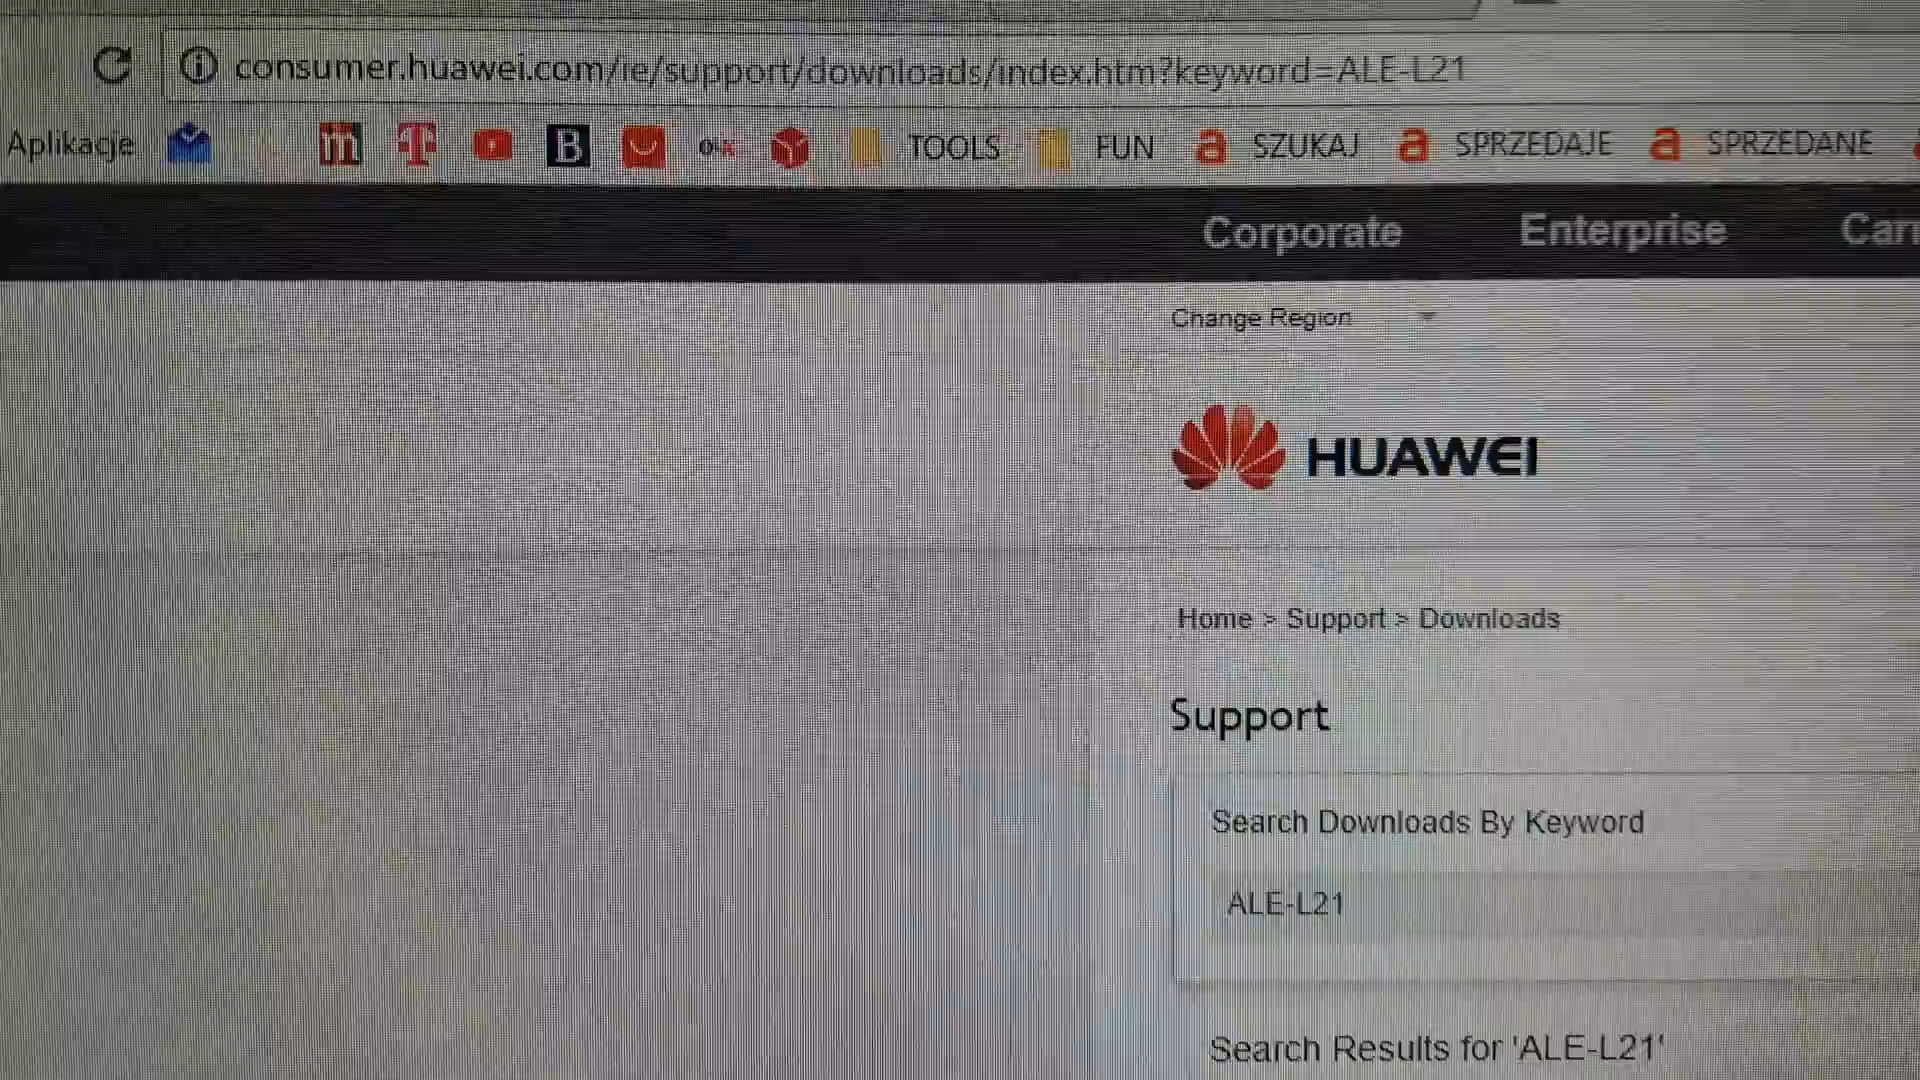 consumer.huawei.com/ie/support/downloads/index.htm?keyword=ALE-L21
Aplikacje TOOLS FUN SZUKAJ SPRZEDAJE SPRZEDANE
Corporate Enterprise
Change Region
HUAWEI
Home > Support > Downloads
Support
Search Downloads By Keyword
ALE-L21
Search Results for 'ALE-L21'